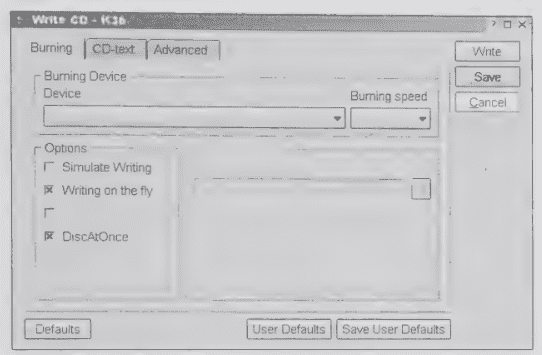 Write CD - K3b
Burning CD-text Advanced
Write
Save
Cancel
Burning Device
Device Burning speed
Options
Simulate Writing
Writing on the fly
DiscAtOnce
Defaults User Defaults Save User Defaults